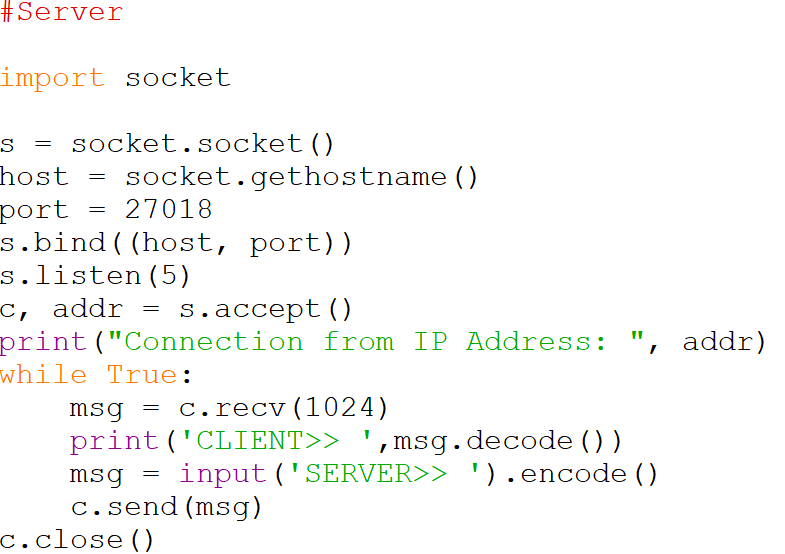 #Server
import socket
s = socket.socket()
host = socket.gethostname()
port = 27018
s.bind((host, port))
s.listen(5)
c, addr = s.accept()
print("Connection from IP Address: ", addr)
while True:
    msg = c.recv(1024)
    print('CLIENT>> ',msg.decode())
    msg = input('SERVER>> ').encode()
    c.send(msg)
c.close()